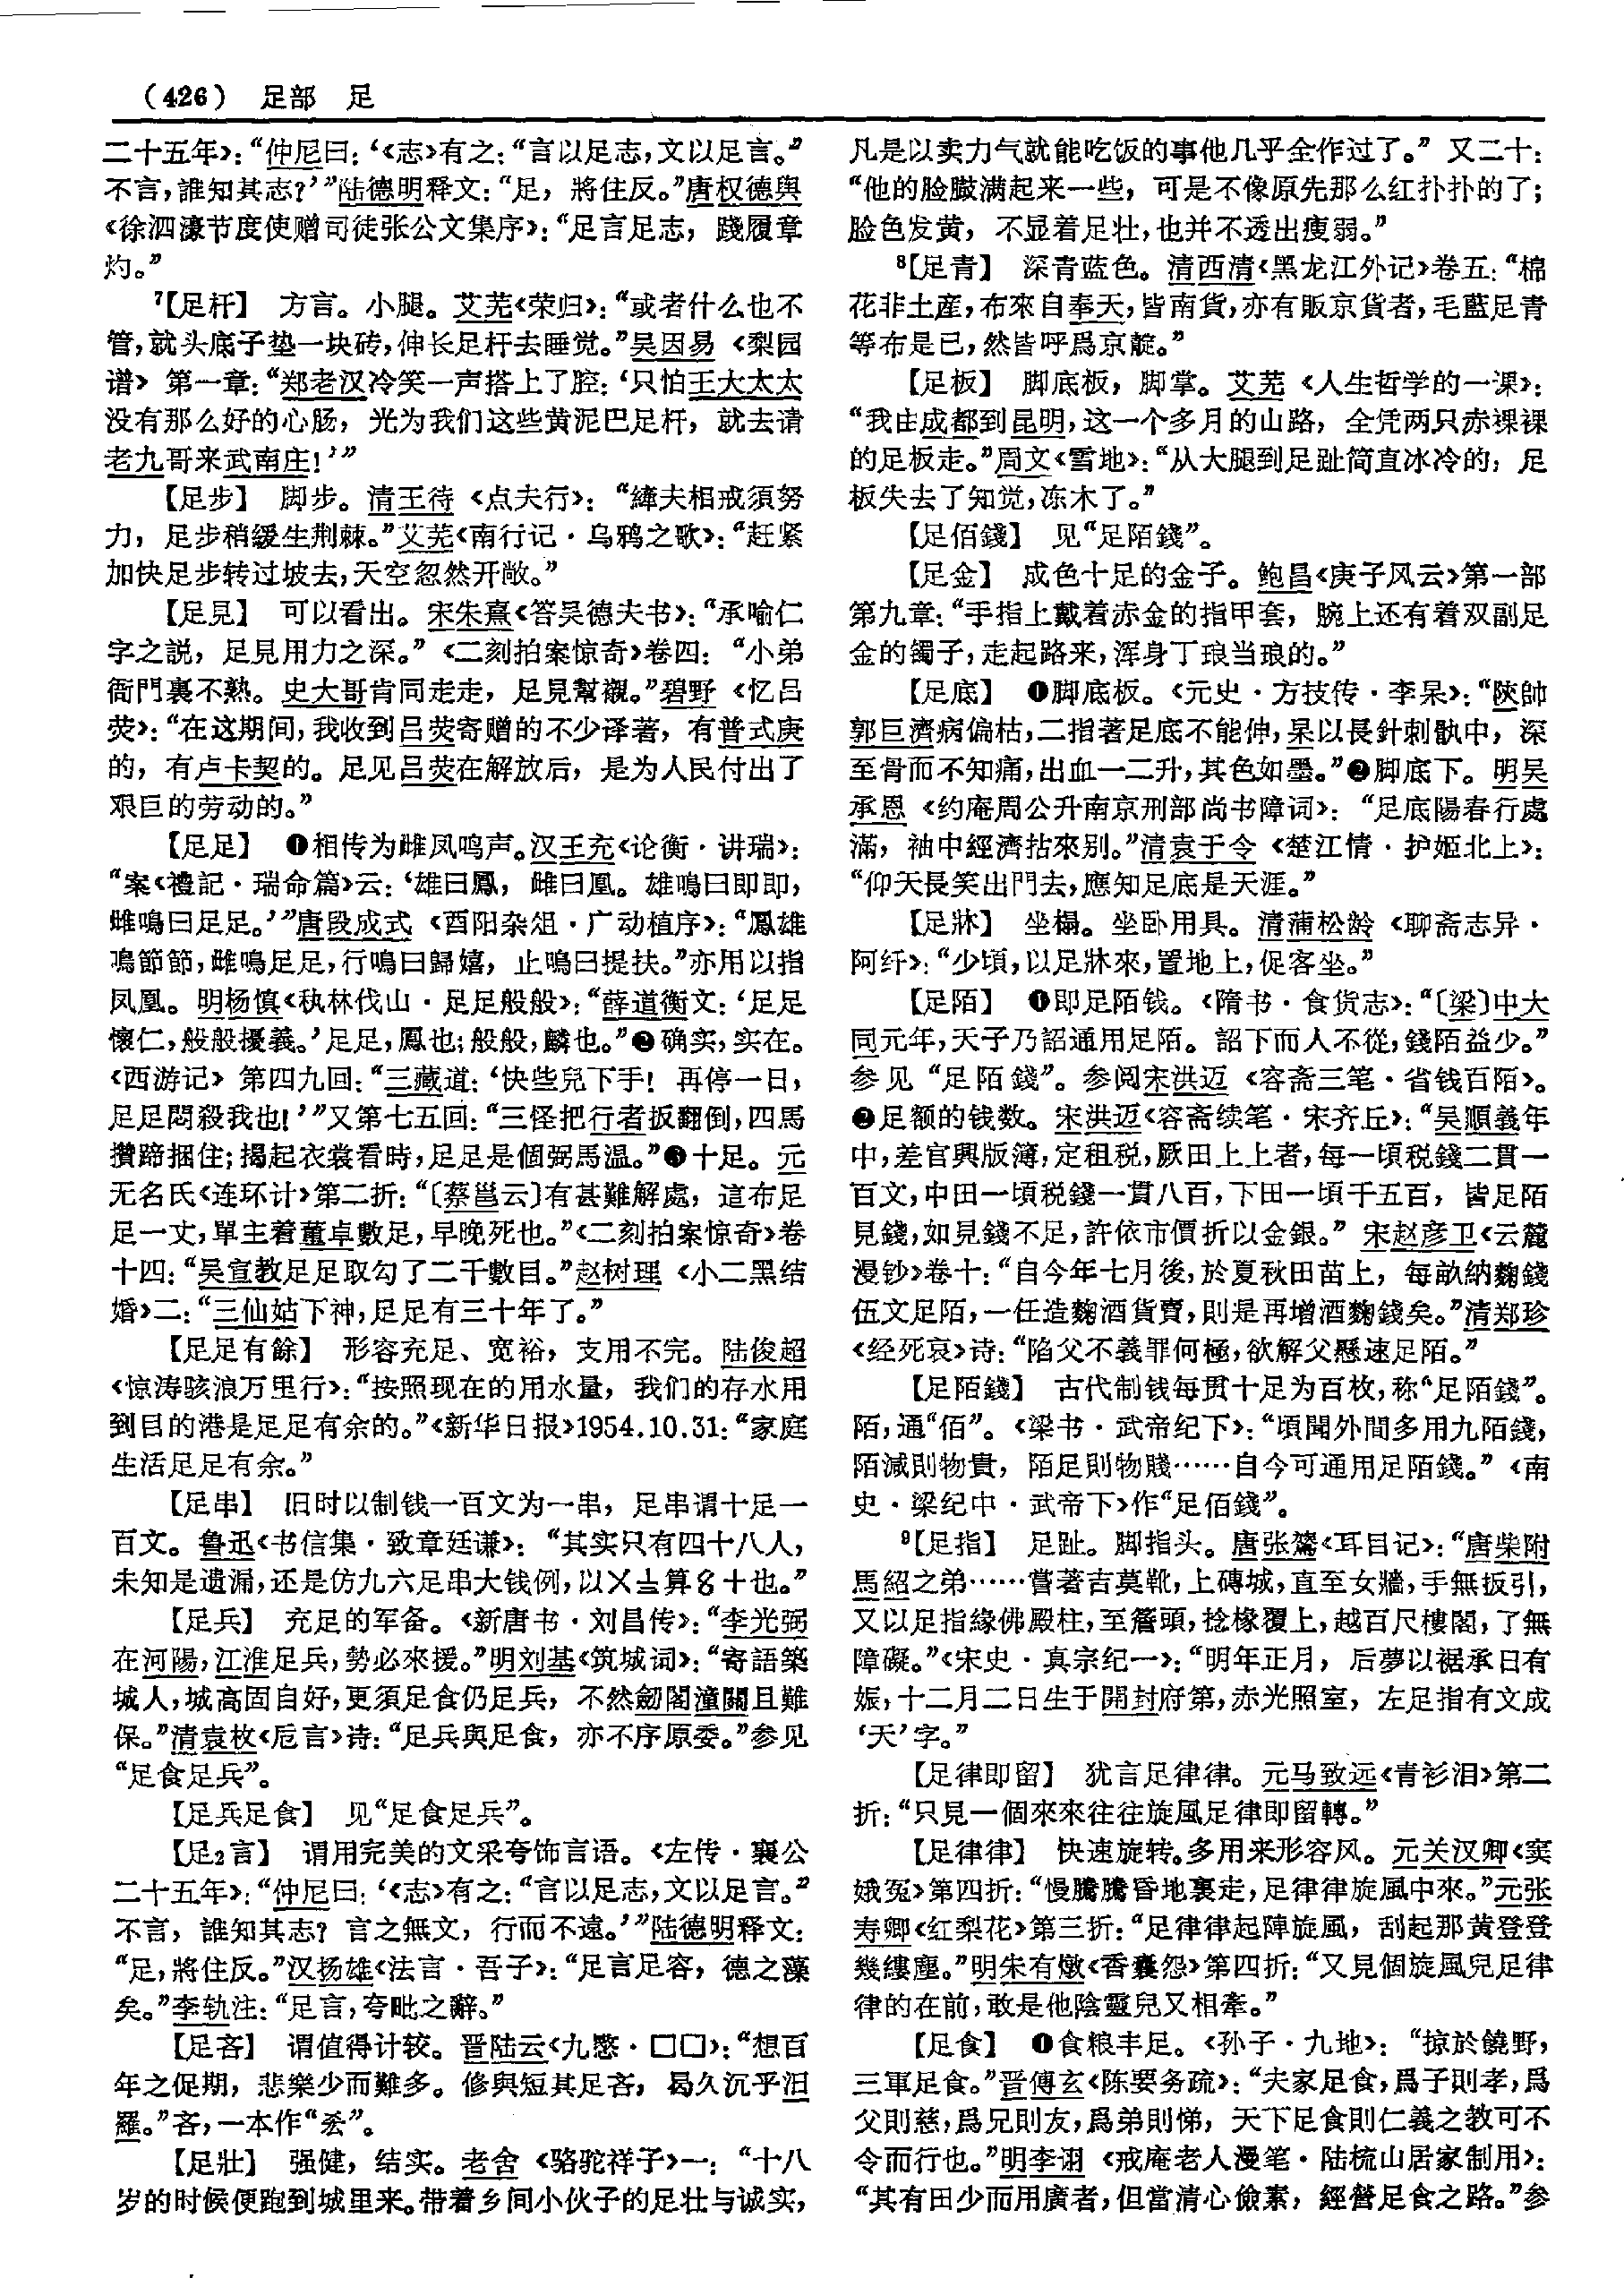 （426） 足部 足
二十五年》：“仲尼曰：‘《志》有之：“言以足志，文以足言。”
不言，誰知其志？’”陆德明释文：“足，將住反。”唐权德舆
《徐泗濠节度使赠司徒张公文集序》：“足言足志，踐履章
灼。”
7【足杆】 方言。小腿。艾芜《荣归》：“或者什么也不
管，就头底子垫一块砖，伸长足杆去睡觉。”吴因易《梨园
谱》第一章：“郑老汉冷笑一声搭上了腔：‘只怕王大太太
没有那么好的心肠，光为我们这些黄泥巴足杆，就去请
老九哥来武南庄！’”
【足步】 脚步。清王待《点夫行》：“縴夫相戒須努
力，足步稍緩生荆棘。”艾芜《南行记·乌鸦之歌》：“赶紧
加快足步转过坡去，天空忽然开敞。”
【足見】 可以看出。宋朱熹《答吴德夫书》：“承喻仁
字之説，足見用力之深。”《二刻拍案惊奇》卷四：“小弟
衙門裏不熟。史大哥肯同走走，足見幫襯。”碧野《忆吕
荧》：“在这期间，我收到吕荧寄赠的不少译著，有普式庚
的，有卢卡契的。足见吕荧在解放后，是为人民付出了
艰巨的劳动的。”
【足足】 ❶相传为雌凤鸣声。汉王充《论衡·讲瑞》：
“案《禮記·瑞命篇》云：‘雄曰鳳，雌曰凰。雄鳴曰即即，
雌鳴曰足足。’”唐段成式《酉阳杂俎·广动植序》：“鳳雄
鳴節節，雌鳴足足，行鳴曰歸嬉，止鳴曰提扶。”亦用以指
凤凰。明杨慎《秇林伐山·足足般般》：“薛道衡文：‘足足
懷仁，般般擾義。’足足，鳳也；般般，麟也。”❷确实，实在。
《西游记》第四九回：“三藏道：‘快些兒下手！再停一日，
足足悶殺我也！’”又第七五回：“三怪把行者扳翻倒，四馬
攢蹄捆住；揭起衣裳看時，足足是個弼馬温。”❸十足。元
无名氏《连环计》第二折：“〔蔡邕云〕有甚難解處，這布足
足一丈，單主着董卓數足，早晚死也。”《二刻拍案惊奇》卷
十四：“吴宣教足足取勾了二千數目。”赵树理《小二黑结
婚》二：“三仙姑下神，足足有三十年了。”
【足足有餘】 形容充足、宽裕，支用不完。陆俊超
《惊涛骇浪万里行》：“按照现在的用水量，我们的存水用
到目的港是足足有余的。”《新华日报》1954.10.31：“家庭
生活足足有余。”
【足串】 旧时以制钱一百文为一串，足串谓十足一
百文。鲁迅《书信集·致章廷谦》：“其实只有四十八人，
未知是遗漏，还是仿九六足串大钱例，以〤〨算〥十也。”
【足兵】 充足的军备。《新唐书·刘昌传》：“李光弼
在河陽，江淮足兵，勢必來援。”明刘基《筑城词》：“寄語築
城人，城高固自好，更須足食仍足兵，不然劒閣潼關且難
保。”清袁枚《卮言》诗：“足兵與足食，亦不序原委。”参见
“足食足兵”。
【足兵足食】 见“足食足兵”。
【足2言】 谓用完美的文采夸饰言语。《左传·襄公
二十五年》：“仲尼曰：‘《志》有之：“言以足志，文以足言。”
不言，誰知其志？言之無文，行而不遠。’”陆德明释文：
“足，將住反。”汉扬雄《法言·吾子》：“足言足容，德之藻
矣。”李轨注：“足言，夸毗之辭。”
【足吝】 谓值得计较。晋陆云《九愍·□□》：“想百
年之促期，悲樂少而難多。修與短其足吝，曷久沉乎汨
羅。”吝，一本作“恡”。
【足壯】 强健，结实。老舍《骆驼祥子》一：“十八
岁的时候便跑到城里来。带着乡间小伙子的足壮与诚实，
凡是以卖力气就能吃饭的事他几乎全作过了。”又二十：
“他的脸臌满起来一些，可是不像原先那么红扑扑的了；
脸色发黄，不显着足壮，也并不透出瘦弱。”
8【足青】 深青蓝色。清西清《黑龙江外记》卷五：“棉
花非土産，布來自奉天，皆南貨，亦有販京貨者，毛藍足青
等布是已，然皆呼爲京靛。”
【足板】 脚底板，脚掌。艾芜《人生哲学的一课》：
“我由成都到昆明，这一个多月的山路，全凭两只赤裸裸
的足板走。”周文《雪地》：“从大腿到足趾简直冰冷的，足
板失去了知觉，冻木了。”
【足佰錢】 见“足陌錢”。
【足金】 成色十足的金子。鲍昌《庚子风云》第一部
第九章：“手指上戴着赤金的指甲套，腕上还有着双副足
金的镯子，走起路来，浑身丁琅当琅的。”
【足底】 ❶脚底板。《元史·方技传·李杲》：“陝帥
郭巨濟病偏枯，二指著足底不能伸，杲以長針刺骩中，深
至骨而不知痛，出血一二升，其色如墨。”❷脚底下。明吴
承恩《约庵周公升南京刑部尚书障词》：“足底陽春行處
滿，袖中經濟拈來别。”清袁于令《楚江情·护姬北上》：
“仰天長笑出門去，應知足底是天涯。”
【足牀】 坐榻。坐卧用具。清蒲松龄《聊斋志异·
阿纤》：“少頃，以足牀來，置地上，促客坐。”
【足陌】 ❶即足陌钱。《隋书·食货志》：“〔梁〕中大
同元年，天子乃詔通用足陌。詔下而人不從，錢陌益少。”
参见“足陌錢”。参阅宋洪迈《容斋三笔·省钱百陌》。
❷足额的钱数。宋洪迈《容斋续笔·宋齐丘》：“吴順義年
中，差官興版簿，定租税，厥田上上者，每一頃税錢二貫一
百文，中田一頃税錢一貫八百，下田一頃千五百，皆足陌
見錢，如見錢不足，許依市價折以金銀。”宋赵彦卫《云麓
漫钞》卷十：“自今年七月後，於夏秋田苗上，每畝納麴錢
伍文足陌，一任造麴酒貨賣，則是再增酒麴錢矣。”清郑珍
《经死哀》诗：“陷父不義罪何極，欲解父懸速足陌。”
【足陌錢】 古代制钱每贯十足为百枚，称“足陌錢”。
陌，通“佰”。《梁书·武帝纪下》：“頃聞外間多用九陌錢，
陌減則物貴，陌足則物賤……自今可通用足陌錢。”《南
史·梁纪中·武帝下》作“足佰錢”。
9【足指】 足趾。脚指头。唐张鷟《耳目记》：“唐柴附
馬紹之弟……嘗著吉莫靴，上磚城，直至女牆，手無扳引，
又以足指緣佛殿柱，至簷頭，捻椽覆上，越百尺樓閣，了無
障礙。”《宋史·真宗纪一》：“明年正月，后夢以裾承日有
娠，十二月二日生于開封府第，赤光照室，左足指有文成
‘天’字。”
【足律即留】 犹言足律律。元马致远《青衫泪》第二
折：“只見一個來來往往旋風足律即留轉。”
【足律律】 快速旋转。多用来形容风。元关汉卿《窦
娥冤》第四折：“慢騰騰昏地裏走，足律律旋風中來。”元张
寿卿《红梨花》第三折：“足律律起陣旋風，刮起那黄登登
幾縷塵。”明朱有燉《香囊怨》第四折：“又見個旋風兒足律
律的在前，敢是他陰靈兒又相牽。”
【足食】 ❶食粮丰足。《孙子·九地》：“掠於饒野，
三軍足食。”晋傅玄《陈要务疏》：“夫家足食，爲子則孝，爲
父則慈，爲兄則友，爲弟則悌，天下足食則仁義之教可不
令而行也。”明李诩《戒庵老人漫笔·陆梳山居家制用》：
“其有田少而用廣者，但當清心儉素，經營足食之路。”参